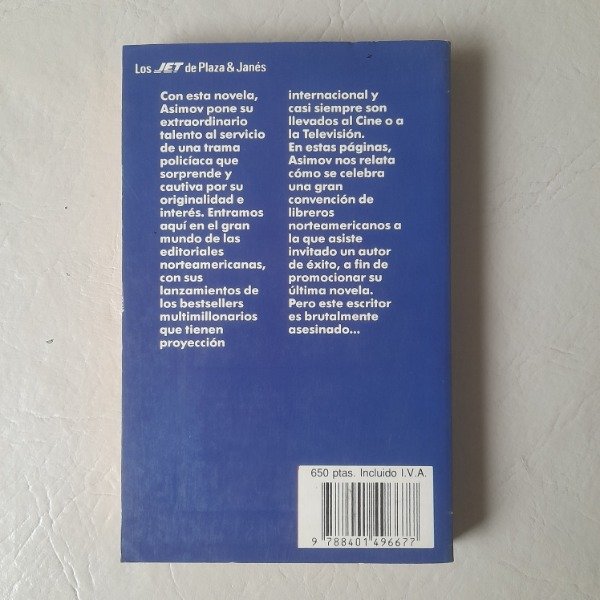 Los JET de Plaza & Janés
Con esta novela,
Asimov pone su
extraordinario
talento al servicio
de una trama
policíaca que
sorprende y
cautiva por su
originalidad e
interés. Entramos
aquí en el gran
mundo de las
editoriales
norteamericanas,
con sus
lanzamientos de
los bestsellers
multimillonarios
que tienen
proyección
internacional y
casi siempre son
llevados al Cine o a
la Televisión.
En estas páginas,
Asimov nos relata
cómo se celebra
una gran
convención de
libreros
norteamericanos a
la que asiste
invitado un autor
de éxito, a fin de
promocionar su
última novela.
Pero este escritor
es brutalmente
asesinado...
650 ptas. Incluido I.V.A.
9 788401 496677